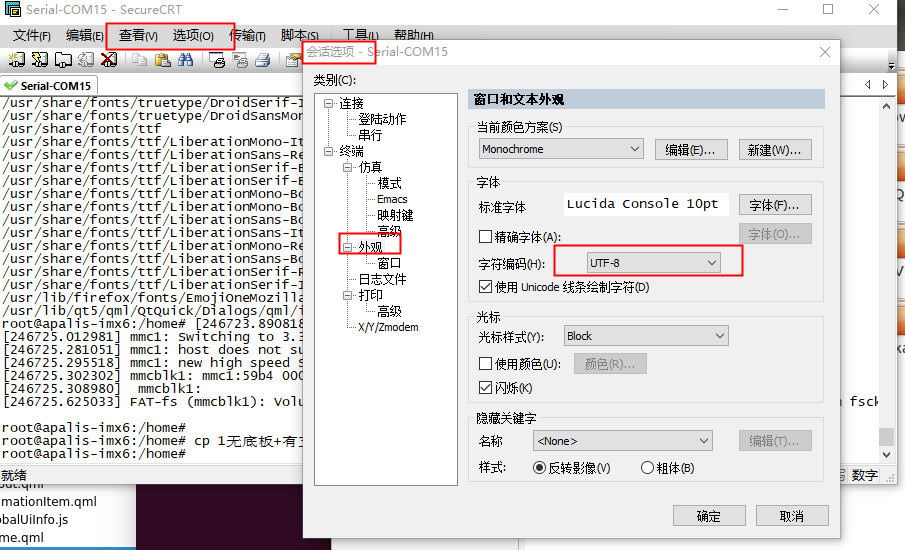 Serial-COM15 - SecureCRT
文件(F) 编辑(E) 查看(V) 选项(O) 传输(T) 脚本(S) 工具(L) 帮助(H)
Serial-COM15
/usr/share/fonts/truetype/DroidSerif-I
/usr/share/fonts/truetype/DroidSansMon
/usr/share/fonts/ttf
/usr/share/fonts/ttf/LiberationMono-It
/usr/share/fonts/ttf/LiberationSans-Re
/usr/share/fonts/ttf/LiberationSerif-B
/usr/share/fonts/ttf/LiberationSerif-B
/usr/share/fonts/ttf/LiberationMono-Bo
/usr/share/fonts/ttf/LiberationSans-Bo
/usr/share/fonts/ttf/LiberationMono-Bo
/usr/share/fonts/ttf/LiberationSans-It
/usr/share/fonts/ttf/LiberationMono-Re
/usr/share/fonts/ttf/LiberationSans-Bo
/usr/share/fonts/ttf/LiberationSerif-R
/usr/share/fonts/ttf/LiberationSerif-I
/usr/lib/firefox/fonts/EmojiOneMozilla
/usr/lib/qt5/qml/QtQuick/Dialogs/qml/i
root@apalis-imx6:/home# [246723.890818
[246725.012981] mmc1: Switching to 3.3
[246725.281051] mmc1: host does not su
[246725.295518] mmc1: new high speed S
[246725.302302] mmcblk1: mmc1:59b4 000
[246725.308980] mmcblk1:
[246725.625033] FAT-fs (mmcblk1): Volu
fsck
root@apalis-imx6:/home#
root@apalis-imx6:/home# cp 1无底板+有
root@apalis-imx6:/home#
就绪
数字
mationItem.qml
balUiInfo.js
me.qml
会话选项 - Serial-COM15
类别(C):
连接
登陆动作
串行
终端
仿真
模式
Emacs
映射键
高级
外观
窗口
日志文件
打印
高级
X/Y/Zmodem
窗口和文本外观
当前颜色方案(S)
Monochrome
编辑(E)...
新建(W)...
字体
标准字体
Lucida Console 10pt
字体(F)...
精确字体(A):
字体(O)...
字符编码(H):
UTF-8
使用 Unicode 线条绘制字符(D)
光标
光标样式(Y):
Block
使用颜色(U):
颜色(R)...
闪烁(K)
隐藏关键字
名称
<None>
编辑(T)...
样式:
反转影像(V)
粗体(B)
确定
取消